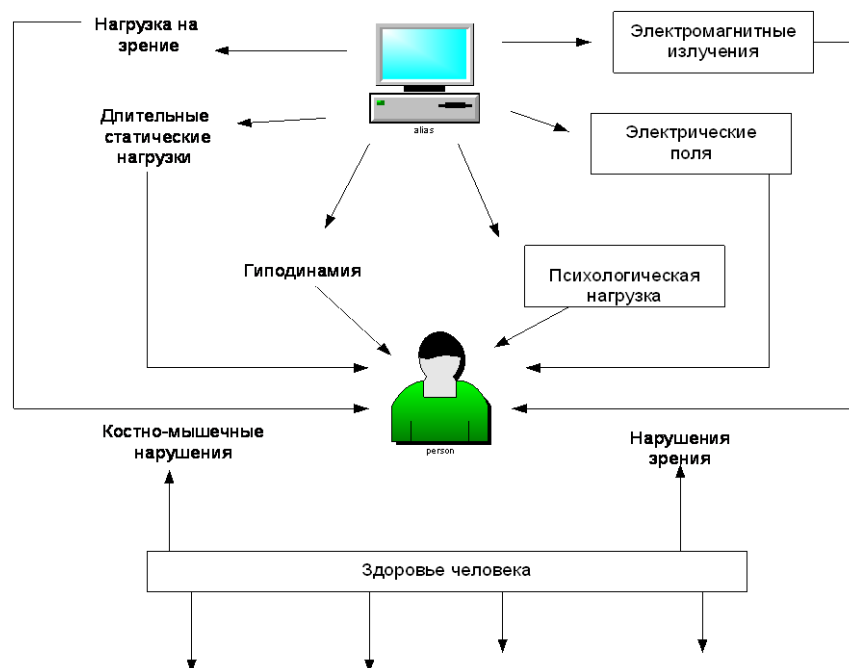 Нагрузка на
зрение
Электромагнитные
излучения
Длительные
статические
нагрузки
alias
Электрические
поля
Гиподинамия
Психологическая
нагрузка
person
Костно-мышечные
нарушения
Нарушения
зрения
Здоровье человека